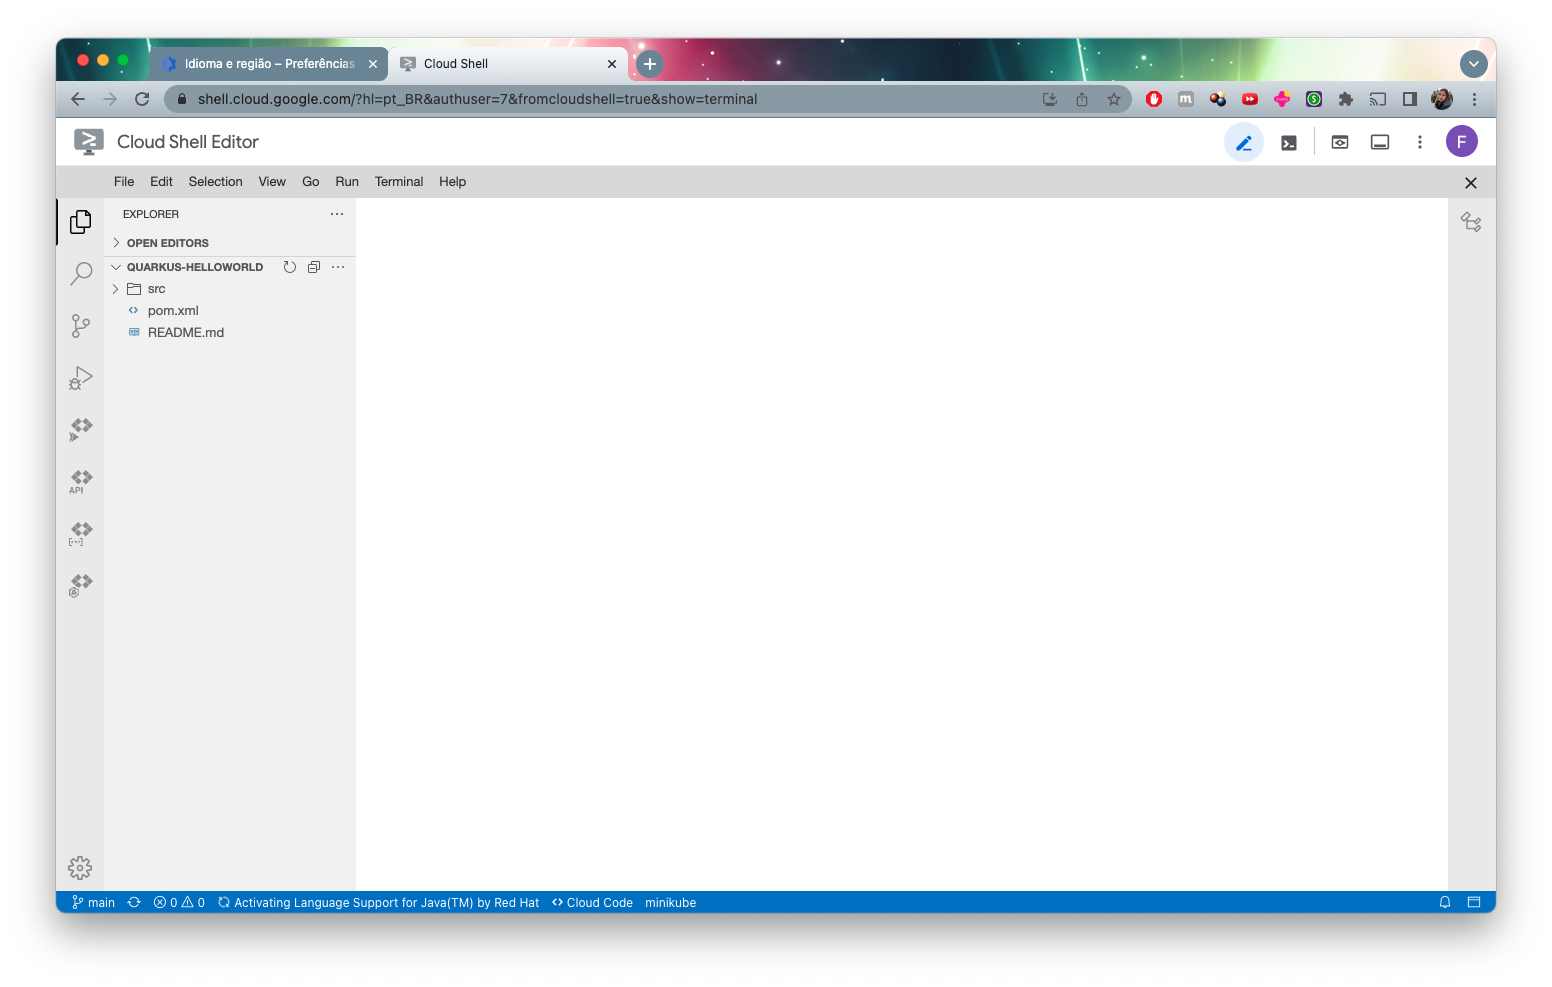 Idioma e região – Preferências
Cloud Shell
shell.cloud.google.com/?hl=pt_BR&authuser=7&fromcloudshell=true&show=terminal
m
Cloud Shell Editor
F
File Edit Selection View Go Run Terminal Help
EXPLORER
OPEN EDITORS
QUARKUS-HELLOWORLD
src
pom.xml
README.md
API
main 0 0 Activating Language Support for Java(TM) by Red Hat Cloud Code minikube